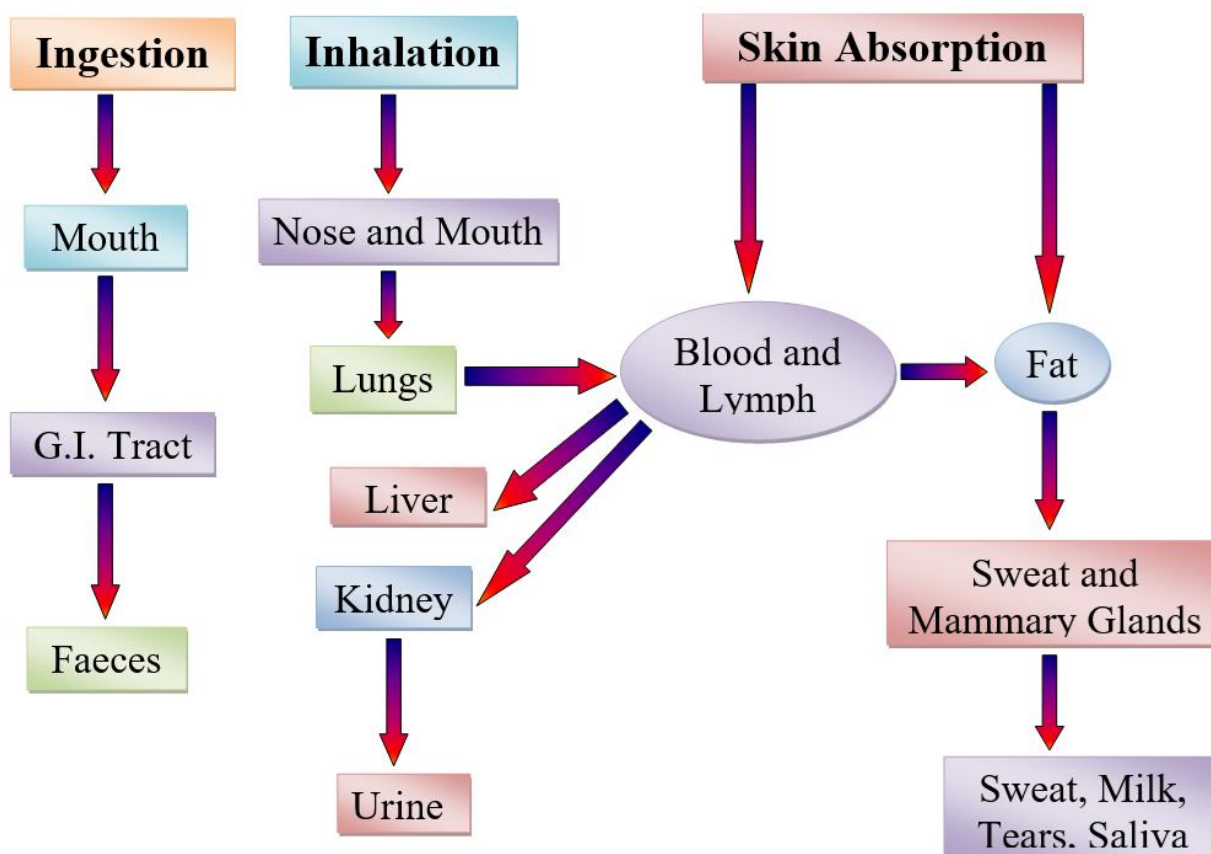 Ingestion
Inhalation
Skin Absorption
Mouth
Nose and Mouth
Lungs
Blood and
Lymph
Fat
G.I. Tract
Liver
Kidney
Faeces
Sweat and
Mammary Glands
Urine
Sweat, Milk,
Tears, Saliva